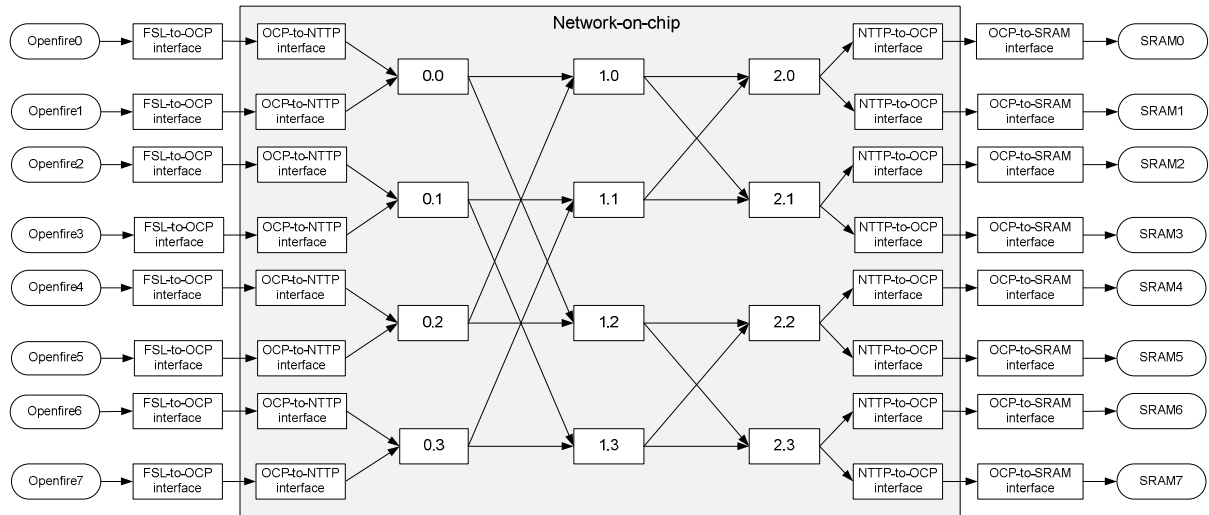 Network-on-chip
Openfire0
FSL-to-OCP
interface
OCP-to-NTTP
interface
NTTP-to-OCP
interface
OCP-to-SRAM
interface
SRAM0
0.0
1.0
2.0
Openfire1
FSL-to-OCP
interface
OCP-to-NTTP
interface
NTTP-to-OCP
interface
OCP-to-SRAM
interface
SRAM1
Openfire2
FSL-to-OCP
interface
OCP-to-NTTP
interface
NTTP-to-OCP
interface
OCP-to-SRAM
interface
SRAM2
0.1
1.1
2.1
Openfire3
FSL-to-OCP
interface
OCP-to-NTTP
interface
NTTP-to-OCP
interface
OCP-to-SRAM
interface
SRAM3
Openfire4
FSL-to-OCP
interface
OCP-to-NTTP
interface
NTTP-to-OCP
interface
OCP-to-SRAM
interface
SRAM4
0.2
1.2
2.2
Openfire5
FSL-to-OCP
interface
OCP-to-NTTP
interface
NTTP-to-OCP
interface
OCP-to-SRAM
interface
SRAM5
Openfire6
FSL-to-OCP
interface
OCP-to-NTTP
interface
NTTP-to-OCP
interface
OCP-to-SRAM
interface
SRAM6
0.3
1.3
2.3
Openfire7
FSL-to-OCP
interface
OCP-to-NTTP
interface
NTTP-to-OCP
interface
OCP-to-SRAM
interface
SRAM7